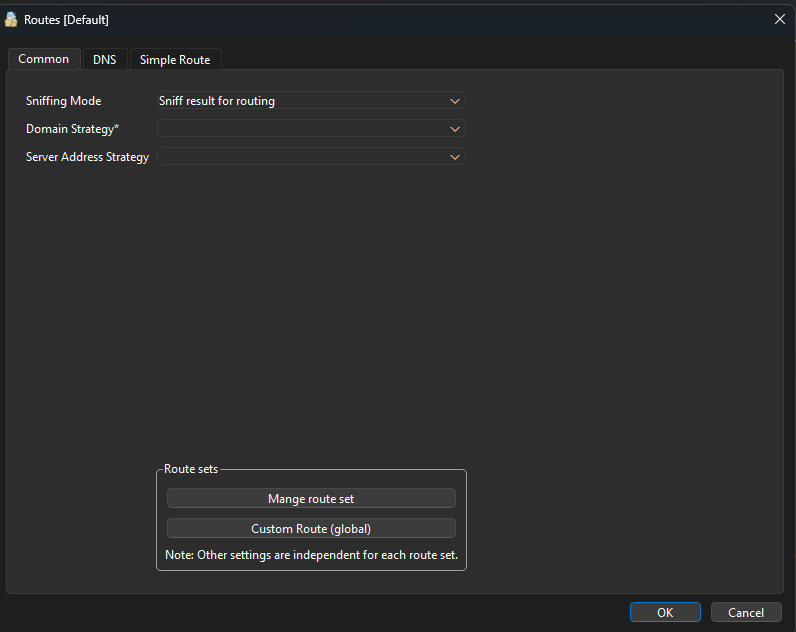 Routes [Default]
Common DNS Simple Route
Sniffing Mode Sniff result for routing
Domain Strategy*
Server Address Strategy
Route sets
Mange route set
Custom Route (global)
Note: Other settings are independent for each route set.
OK Cancel